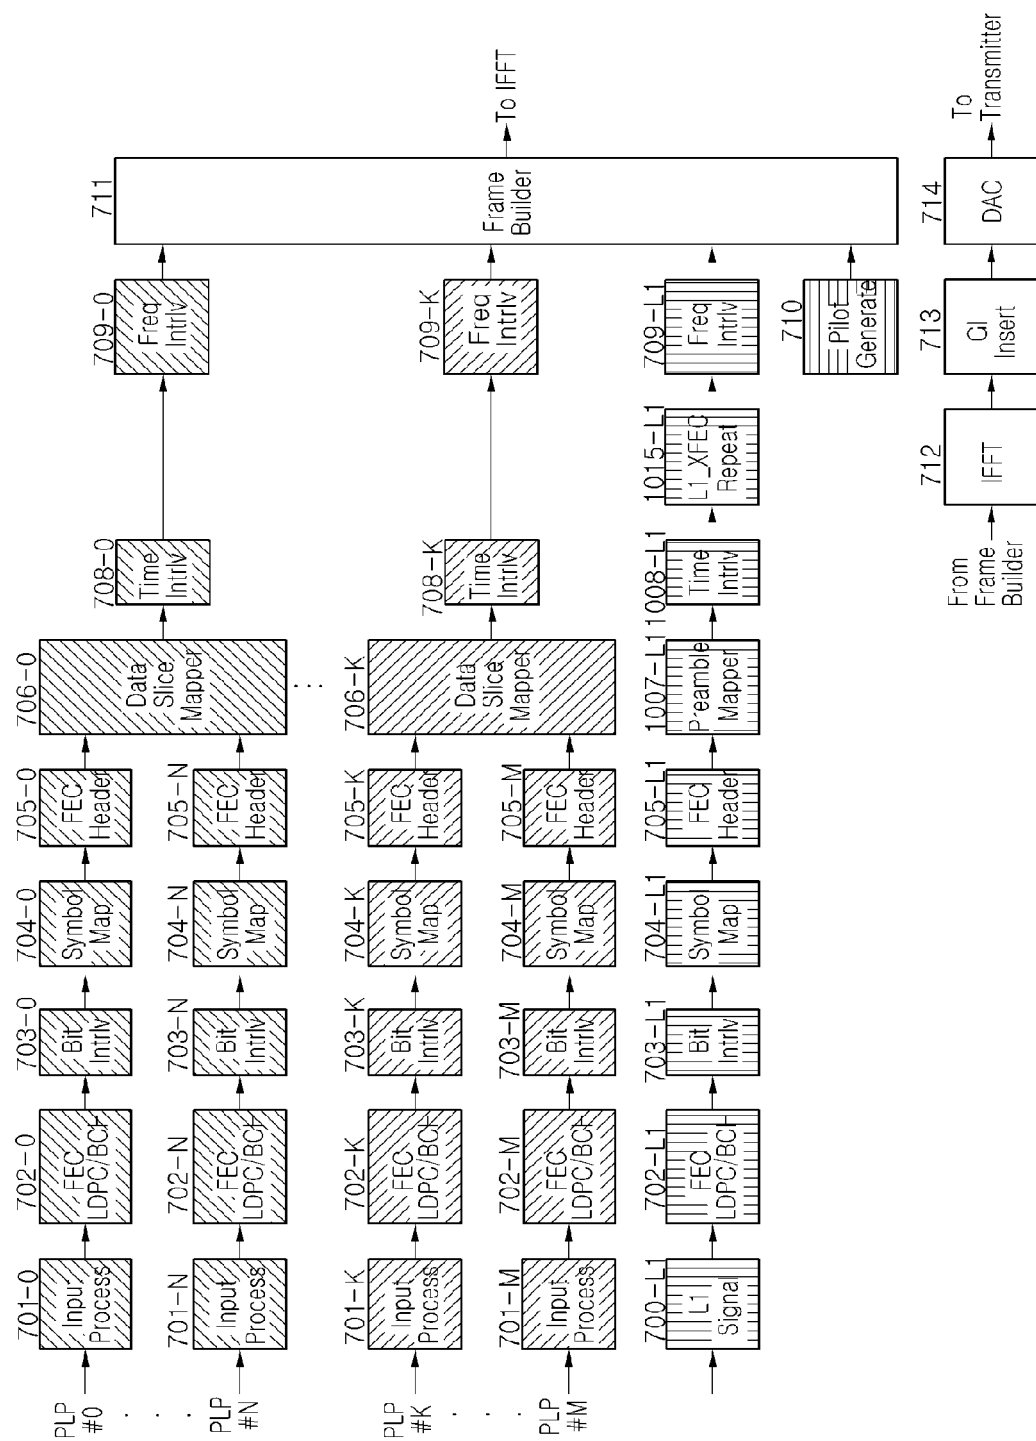 PLP
#0
701-0
Input
Process
702-0
FEC
LDPC/BCH
703-0
Bit
Intrlv
704-0
Symbol
Map
705-0
FEC
Header
706-0
Data
Slice
Mapper
708-0
Time
Intrlv
709-0
Freq
Intrlv
711
Frame
Builder
To IFFT
PLP
#N
701-N
Input
Process
702-N
FEC
LDPC/BCH
703-N
Bit
Intrlv
704-N
Symbol
Map
705-N
FEC
Header
PLP
#K
701-K
Input
Process
702-K
FEC
LDPC/BCH
703-K
Bit
Intrlv
704-K
Symbol
Map
705-K
FEC
Header
706-K
Data
Slice
Mapper
708-K
Time
Intrlv
709-K
Freq
Intrlv
PLP
#M
701-M
Input
Process
702-M
FEC
LDPC/BCH
703-M
Bit
Intrlv
704-M
Symbol
Map
705-M
FEC
Header
700-L1
L1
Signal
702-L1
FEC
LDPC/BCH
703-L1
Bit
Intrlv
704-L1
Symbol
Map
705-L1
FEC
Header
1007-L1
Preamble
Mapper
1008-L1
Time
Intrlv
1015-L1
L1_XFEC
Repeat
709-L1
Freq
Intrlv
710
Pilot
Generate
From
Frame
Builder
712
IFFT
713
GI
Insert
714
DAC
To
Transmitter